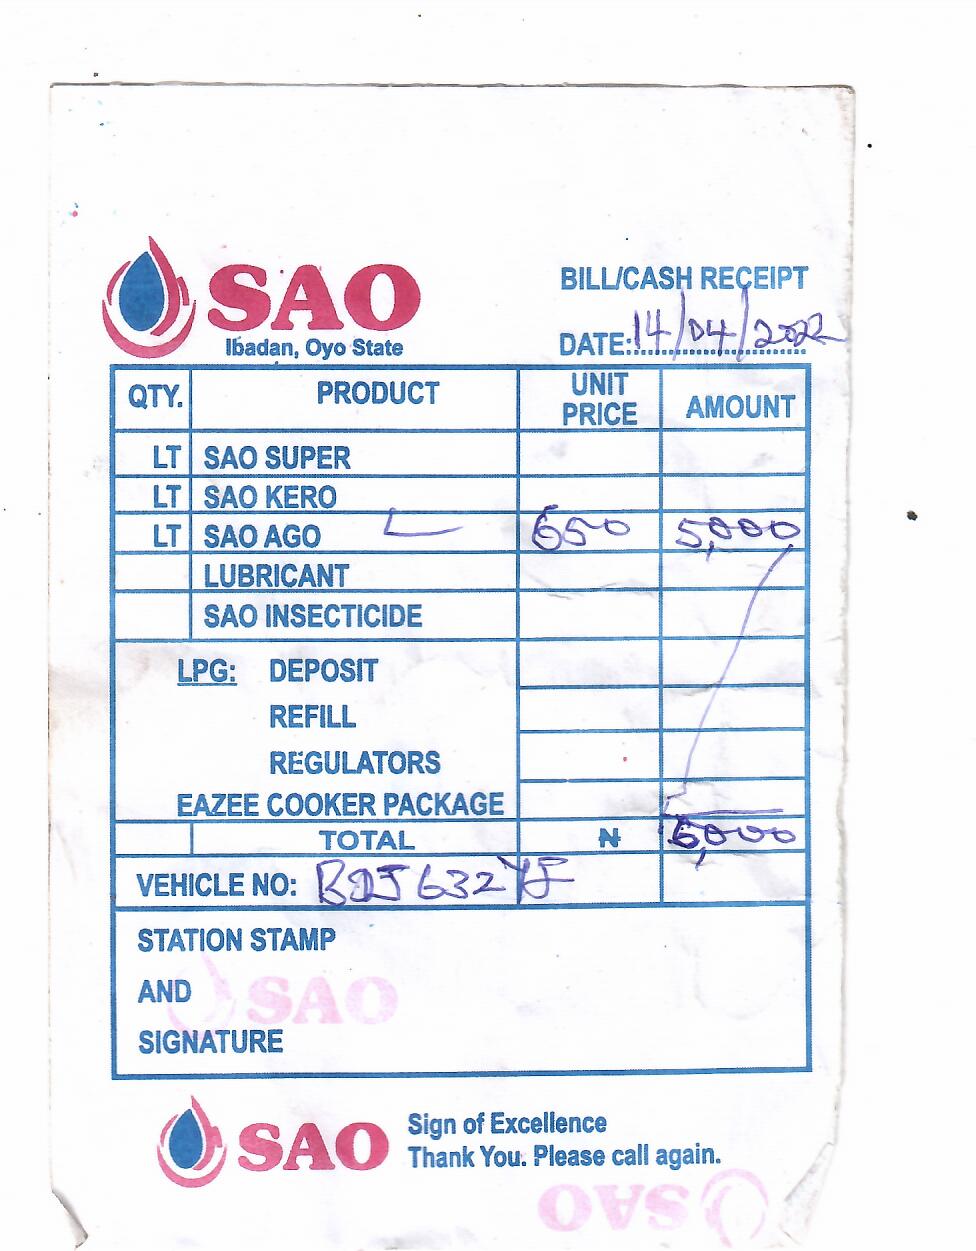 SAO
Ibadan, Oyo State
BILL/CASH RECEIPT
DATE: 14/04/2022
QTY. PRODUCT UNIT PRICE AMOUNT
LT SAO SUPER
LT SAO KERO
LT SAO AGO 650 5,000
LUBRICANT
SAO INSECTICIDE
LPG: DEPOSIT
REFILL
REGULATORS
EAZEE COOKER PACKAGE
TOTAL ₦ 5,000
VEHICLE NO: BDJ632YF
STATION STAMP
SAO
AND
SIGNATURE
SAO
Sign of Excellence
Thank You. Please call again.
SAO